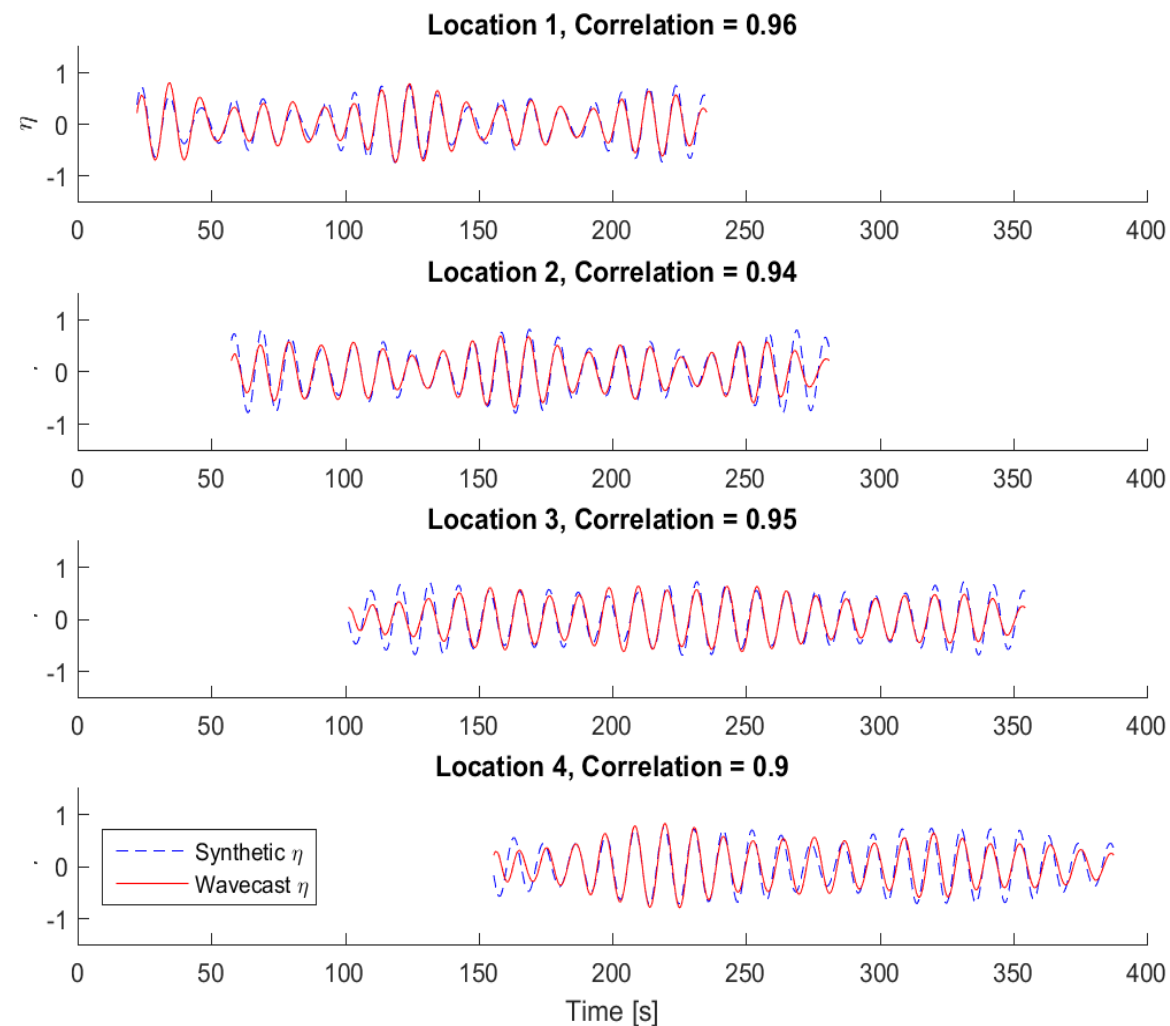 Location 1, Correlation = 0.96
1
0
-1
η
0 50 100 150 200 250 300 350 400
Location 2, Correlation = 0.94
1
0
-1
0 50 100 150 200 250 300 350 400
Location 3, Correlation = 0.95
1
0
-1
0 50 100 150 200 250 300 350 400
Location 4, Correlation = 0.9
1
0
-1
Synthetic η
Wavecast η
0 50 100 150 200 250 300 350 400
Time [s]